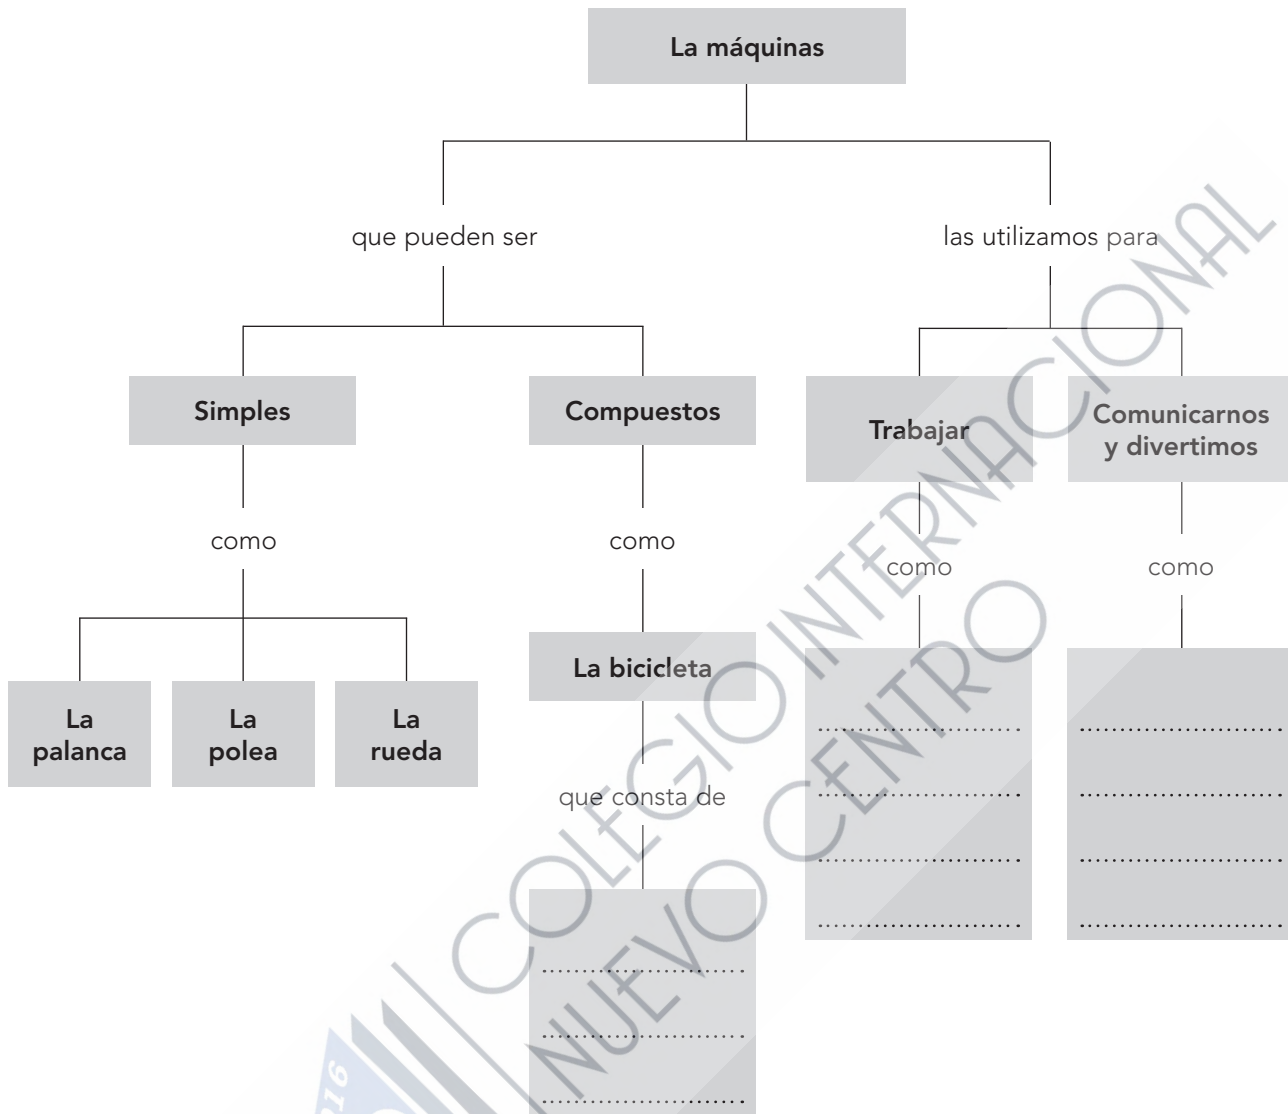 La máquinas
que pueden ser
las utilizamos para
Simples
Compuestos
Trabajar
Comunicarnos
y divertimos
como
como
como
como
La bicicleta
La
palanca
La
polea
La
rueda
que consta de
COLEGIO INTERNACIONAL
NUEVO CENTRO
2016